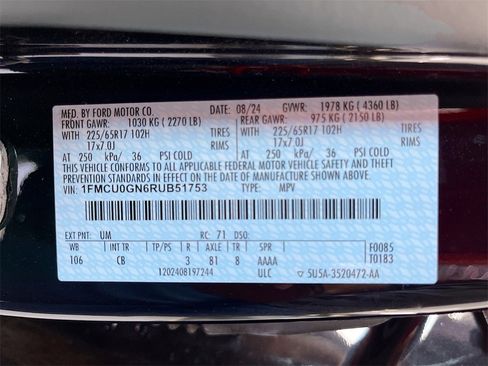 MFD. BY FORD MOTOR CO.
DATE: 08/24 GVWR: 1978 KG ( 4360 LB)
FRONT GAWR: 1030 KG ( 2270 LB) REAR GAWR: 975 KG ( 2150 LB)
WITH 225/65R17 102H TIRES WITH 225/65R17 102H TIRES
17x7.0J RIMS 17x7.0J RIMS
AT 250 kPa/ 36 PSI COLD AT 250 kPa/ 36 PSI COLD
THIS VEHICLE CONFORMS TO ALL APPLICABLE FEDERAL MOTOR VEHICLE SAFETY AND BUMPER
STANDARDS AND THEFT PREVENTION STANDARDS IN EFFECT ON THE DATE OF MANUFACTURE SHOWN ABOVE.
VIN: 1FMCU0GN6RUB51753 TYPE: MPV
EXT PNT: UM RC: 71 DSO:
WB INT TR TP/PS R AXLE TR SPR F0085
106 CB 3 81 8 AAAA T0183
1202408197244 ULC 5U5A-3520472-AA